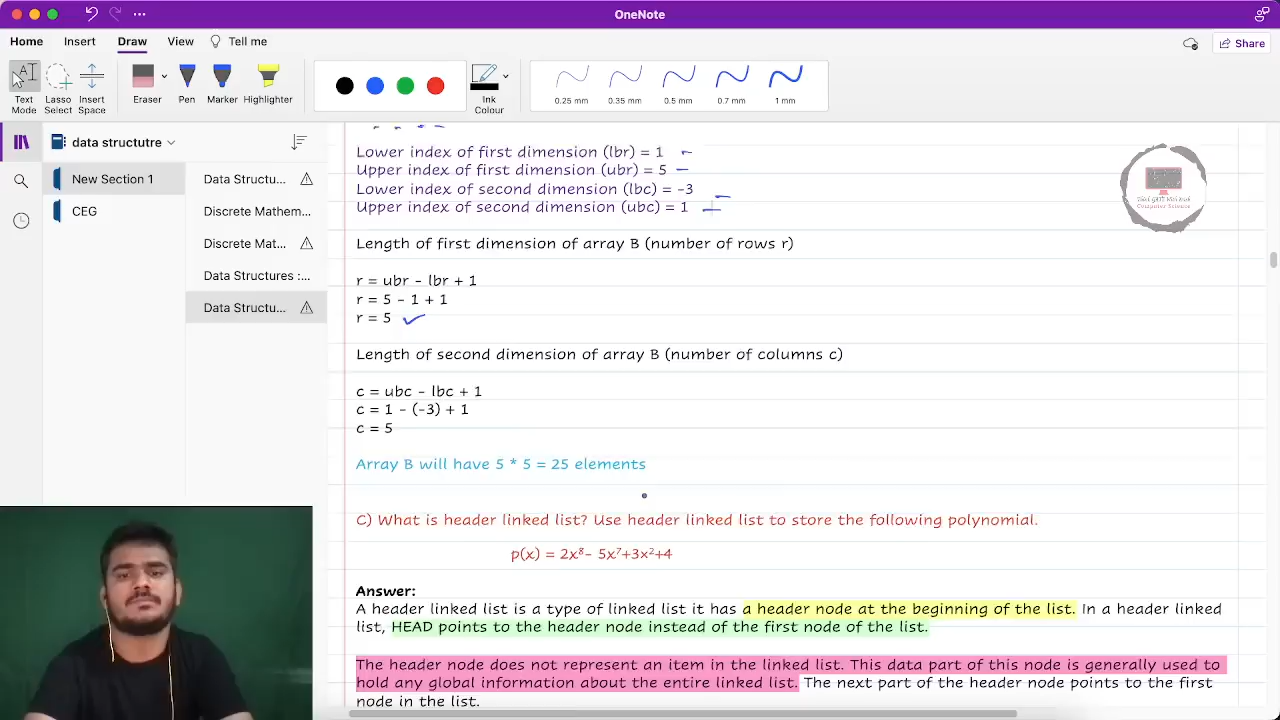 OneNote
Home Insert Draw View Tell me
Share
Text Mode
Lasso Select
Insert Space
Eraser
Pen
Marker
Highlighter
Ink Colour
0.25 mm
0.35 mm
0.5 mm
0.7 mm
1 mm
data structutre
New Section 1
CEG
Data Structu...
Discrete Mathem...
Discrete Mat...
Data Structures :...
Data Structu...
Lower index of first dimension (lbr) = 1
Upper index of first dimension (ubr) = 5
Lower index of second dimension (lbc) = -3
Upper index of second dimension (ubc) = 1
Length of first dimension of array B (number of rows r)
r = ubr - lbr + 1
r = 5 - 1 + 1
r = 5
Length of second dimension of array B (number of columns c)
c = ubc - lbc + 1
c = 1 - (-3) + 1
c = 5
Array B will have 5 * 5 = 25 elements
C) What is header linked list? Use header linked list to store the following polynomial.
p(x) = 2x⁸- 5x⁷+3x²+4
Answer:
A header linked list is a type of linked list it has a header node at the beginning of the list. In a header linked
list, HEAD points to the header node instead of the first node of the list.
The header node does not represent an item in the linked list. This data part of this node is generally used to
hold any global information about the entire linked list. The next part of the header node points to the first
node in the list.
Computer Science